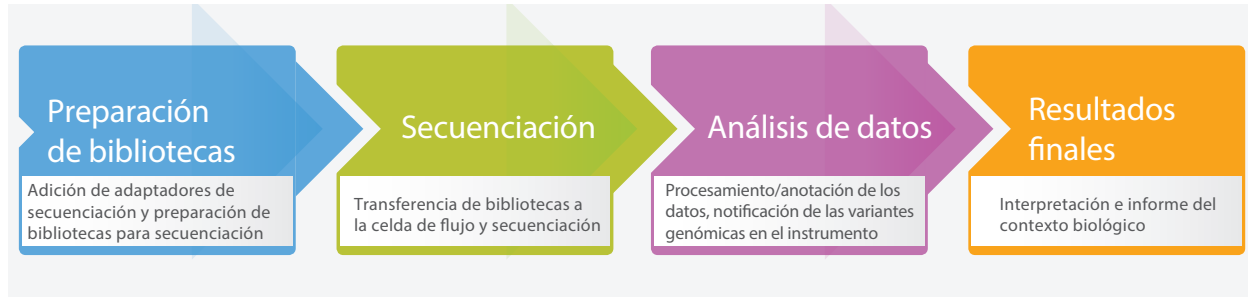 Preparación
de bibliotecas
Adición de adaptadores de
secuenciación y preparación de
bibliotecas para secuenciación
Secuenciación
Transferencia de bibliotecas a
la celda de flujo y secuenciación
Análisis de datos
Procesamiento/anotación de los
datos, notificación de las variantes
genómicas en el instrumento
Resultados
finales
Interpretación e informe del
contexto biológico